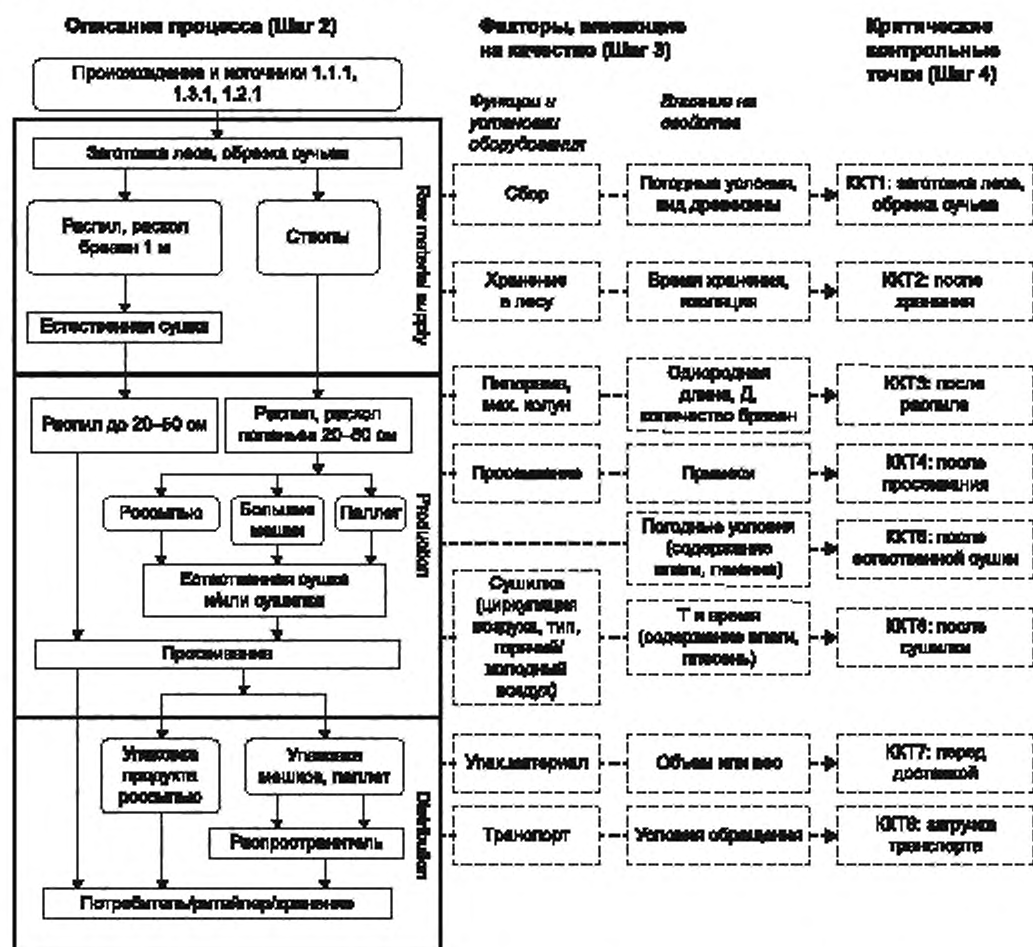 Описание процесса (Шаг 2)
Факторы, влияющие
на качество (Шаг 3)
Критические
контрольные
точки (Шаг 4)
Происхождение и источники 1.1.1,
1.3.1, 1.2.1
Функции и
установки
оборудования
Влияние на
свойства
Заготовка леса, обрезка сучьев
Распил, раскол
бревен 1 м
Стволы
Естественная сушка
Raw material supply
Сбор
Погодные условия,
вид древесины
ККТ1: заготовка леса,
обрезка сучьев
Хранение
в лесу
Время хранения,
изоляция
ККТ2: после
хранения
Распил до 20–50 см
Распил, раскол
поленьев 20–50 см
Россыпью
Большие
мешки
Паллет
Естественная сушка
и/или сушилка
Просеивание
Production
Пилорама,
мех. колун
Однородная
длина, Д,
количество бревен
ККТ3: после
распила
Просеивание
Примеси
ККТ4: после
просеивания
Погодные условия
(содержание
влаги, гниение)
ККТ5: после
естественной сушки
Сушилка
(циркуляция
воздуха, тип,
горячий/
холодный
воздух)
Т и время
(содержание влаги,
плесень)
ККТ6: после
сушилки
Упаковка
продукта
россыпью
Упаковка
мешков, паллет
Распространитель
Потребитель/ритейлер/хранение
Distribution
Упак.материал
Объем или вес
ККТ7: перед
доставкой
Транспорт
Условия обращения
ККТ8: загрузка
транспорта